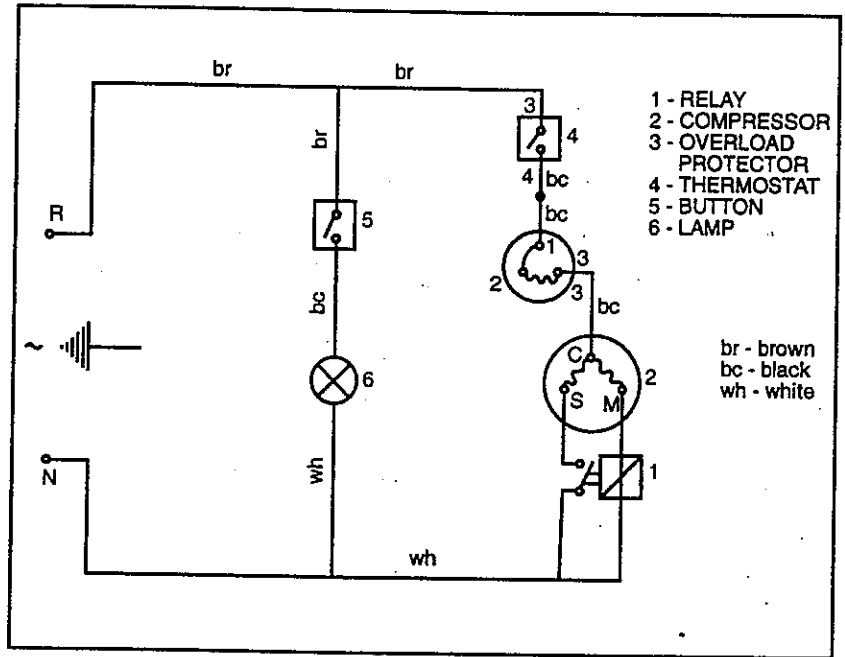 br
br
3
4
1 - RELAY
2 - COMPRESSOR
3 - OVERLOAD
PROTECTOR
4 - THERMOSTAT
5 - BUTTON
6 - LAMP
br
4
bc
R
5
bc
1
3
2
3
bc
bc
~
C
2
br - brown
bc - black
wh - white
6
S
M
N
wh
1
wh